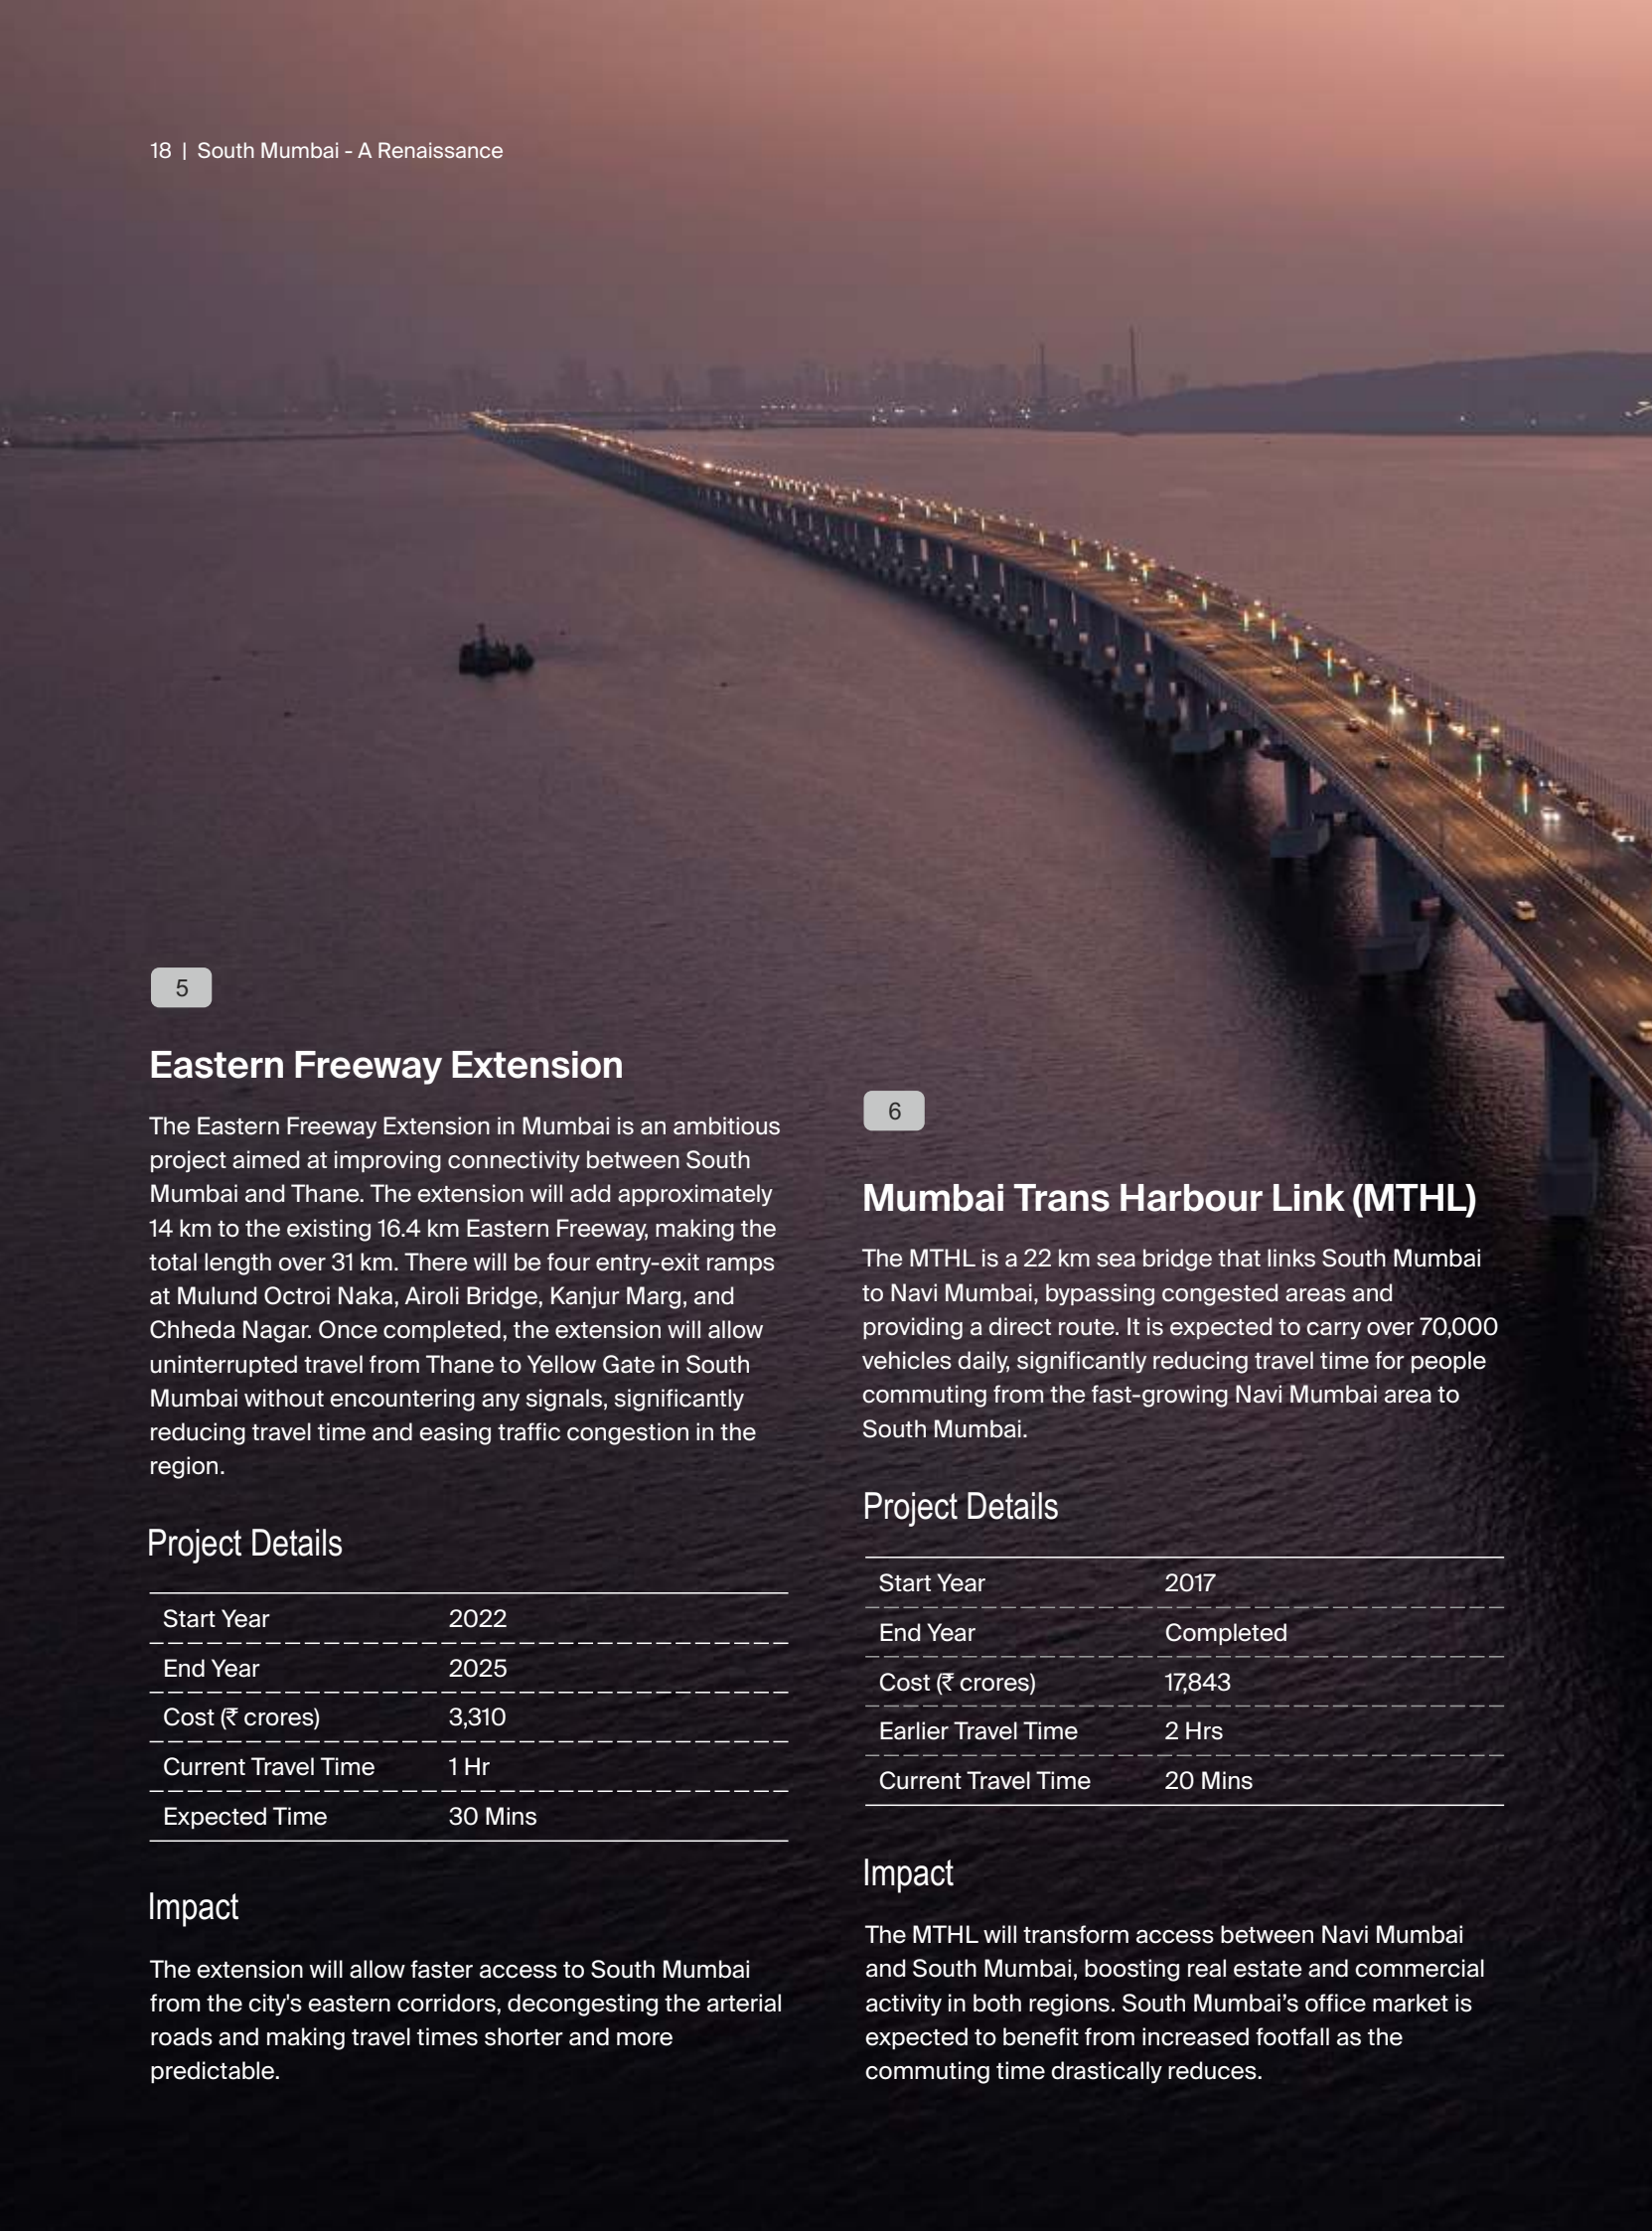 18 | South Mumbai - A Renaissance
5
Eastern Freeway Extension
The Eastern Freeway Extension in Mumbai is an ambitious
project aimed at improving connectivity between South
Mumbai and Thane. The extension will add approximately
14 km to the existing 16.4 km Eastern Freeway, making the
total length over 31 km. There will be four entry-exit ramps
at Mulund Octroi Naka, Airoli Bridge, Kanjur Marg, and
Chheda Nagar. Once completed, the extension will allow
uninterrupted travel from Thane to Yellow Gate in South
Mumbai without encountering any signals, significantly
reducing travel time and easing traffic congestion in the
region.
Project Details
Start Year 2022
End Year 2025
Cost (₹ crores) 3,310
Current Travel Time 1 Hr
Expected Time 30 Mins
Impact
The extension will allow faster access to South Mumbai
from the city's eastern corridors, decongesting the arterial
roads and making travel times shorter and more
predictable.
6
Mumbai Trans Harbour Link (MTHL)
The MTHL is a 22 km sea bridge that links South Mumbai
to Navi Mumbai, bypassing congested areas and
providing a direct route. It is expected to carry over 70,000
vehicles daily, significantly reducing travel time for people
commuting from the fast-growing Navi Mumbai area to
South Mumbai.
Project Details
Start Year 2017
End Year Completed
Cost (₹ crores) 17,843
Earlier Travel Time 2 Hrs
Current Travel Time 20 Mins
Impact
The MTHL will transform access between Navi Mumbai
and South Mumbai, boosting real estate and commercial
activity in both regions. South Mumbai’s office market is
expected to benefit from increased footfall as the
commuting time drastically reduces.